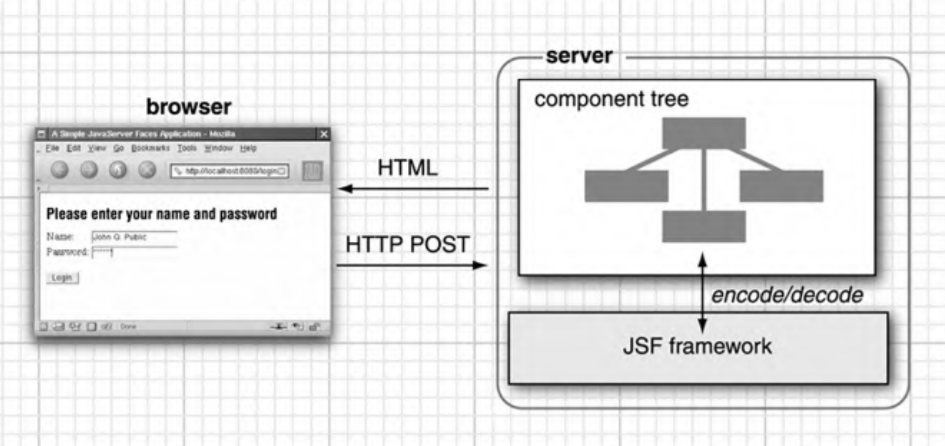 server
component tree
browser
A Simple JavaServer Faces Application – Mozilla
File Edit View Go Bookmarks Tools Window Help
http://localhost:8080/login
HTML
Please enter your name and password
Name: John Q. Public
HTTP POST
Password: ******
Login
encode/decode
Done
JSF framework